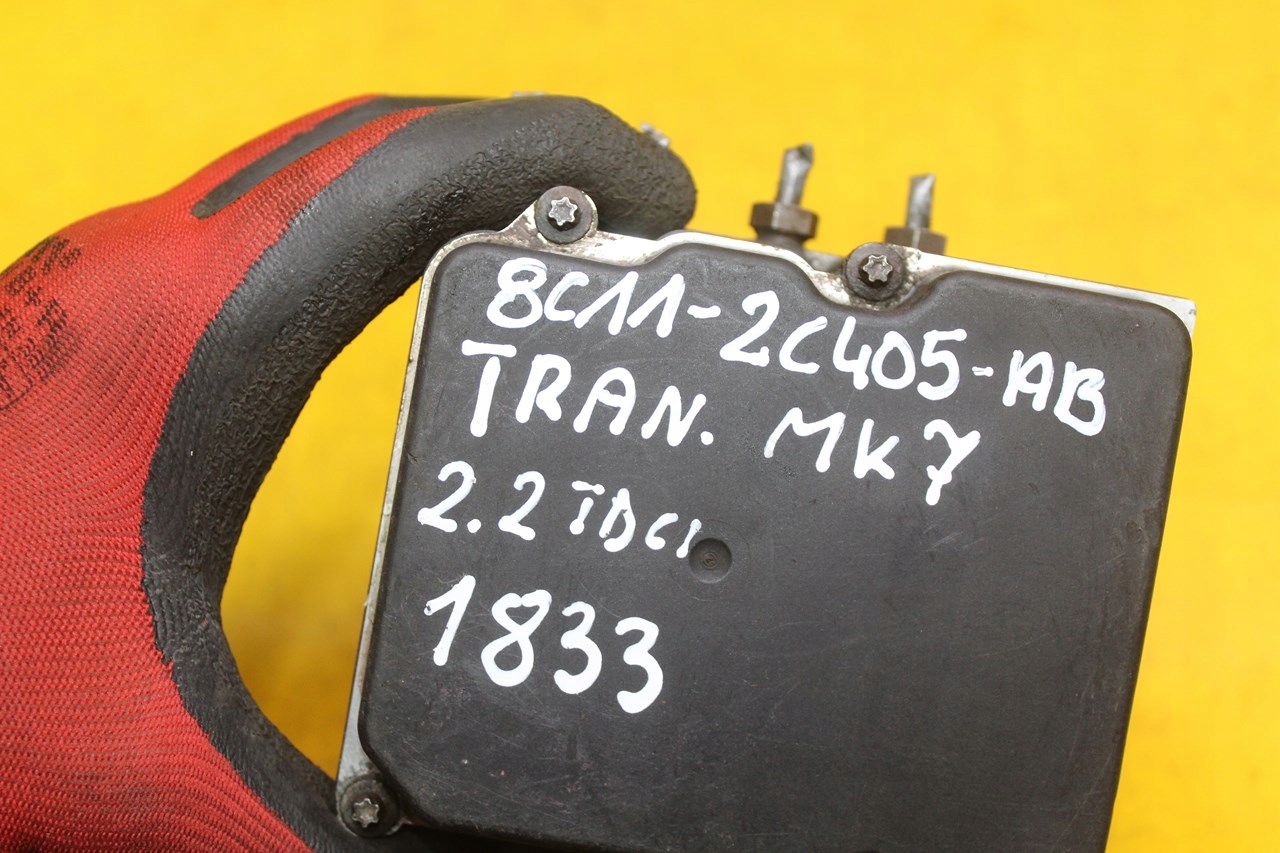 8C11-2C405-AB
TRAN. MK7
2.2 TDCI
1833